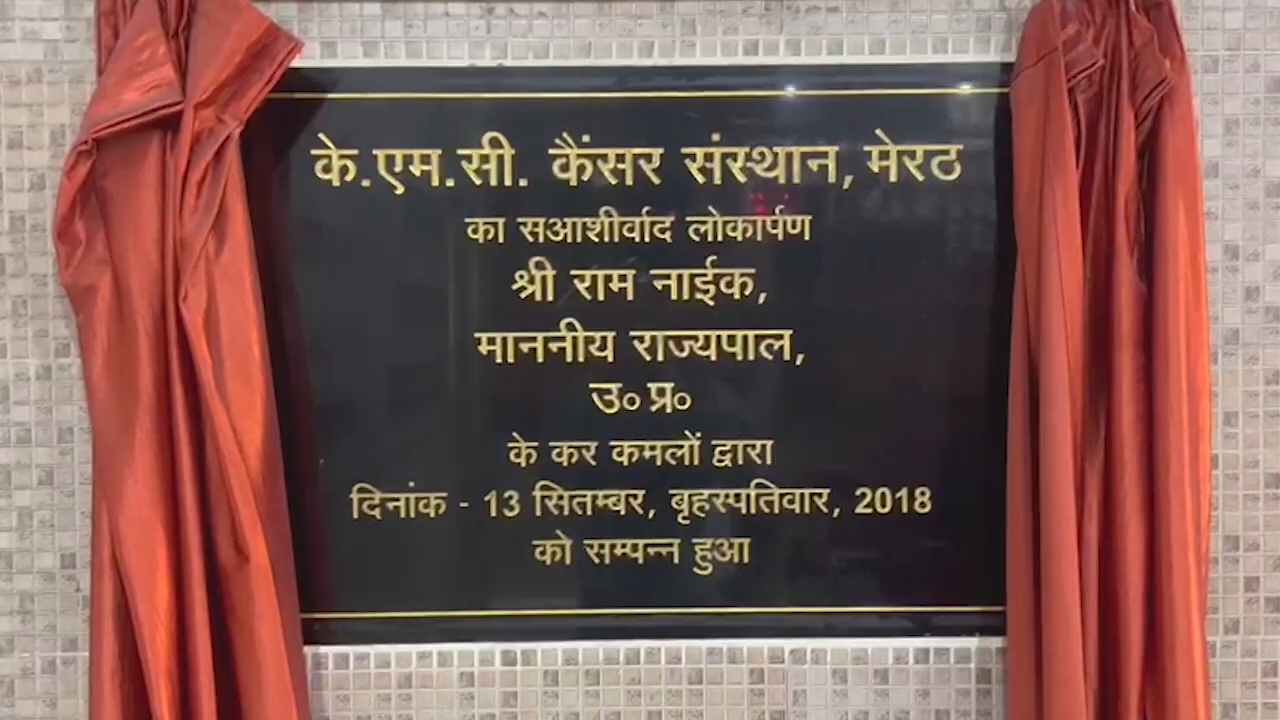 के.एम.सी. कैंसर संस्थान, मेरठ
का सआशीर्वाद लोकार्पण
श्री राम नाईक,
माननीय राज्यपाल,
उ० प्र०
के कर कमलों द्वारा
दिनांक - 13 सितम्बर, बृहस्पतिवार, 2018
को सम्पन्न हुआ